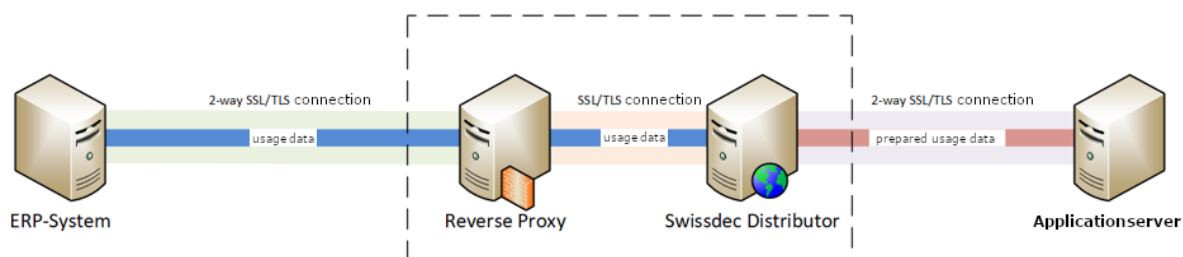 2-way SSL/TLS connection
SSL/TLS connection
2-way SSL/TLS connection
usage data
usage data
prepared usage data
ERP-System
Reverse Proxy
Swissdec Distributor
Applicationserver